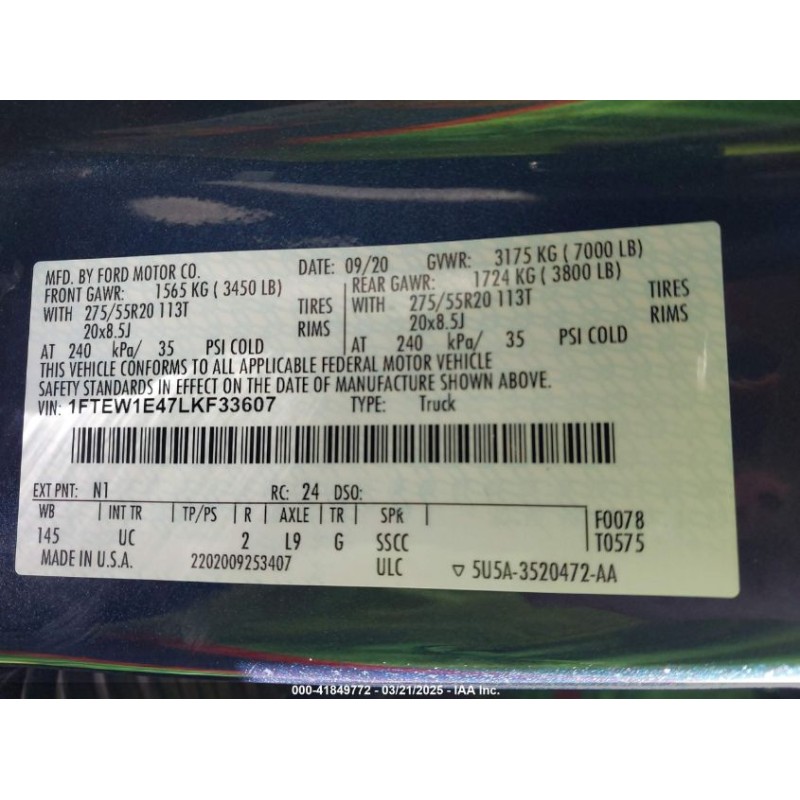 MFD. BY FORD MOTOR CO. DATE: 09/20 GVWR: 3175 KG ( 7000 LB)
FRONT GAWR: 1565 KG ( 3450 LB) REAR GAWR: 1724 KG ( 3800 LB)
WITH 275/55R20 113T TIRES WITH 275/55R20 113T TIRES
20x8.5J RIMS 20x8.5J RIMS
AT 240 kPa/ 35 PSI COLD AT 240 kPa/ 35 PSI COLD
THIS VEHICLE CONFORMS TO ALL APPLICABLE FEDERAL MOTOR VEHICLE
SAFETY STANDARDS IN EFFECT ON THE DATE OF MANUFACTURE SHOWN ABOVE.
VIN: 1FTEW1E47LKF33607 TYPE: Truck
EXT PNT: N1 RC: 24 DSO:
WB INT TR TP/PS R AXLE TR SPR F0078
145 UC 2 L9 G SSCC T0575
MADE IN U.S.A. 2202009253407 ULC ▽ 5U5A-3520472-AA
000-41849772 - 03/21/2025 - IAA Inc.